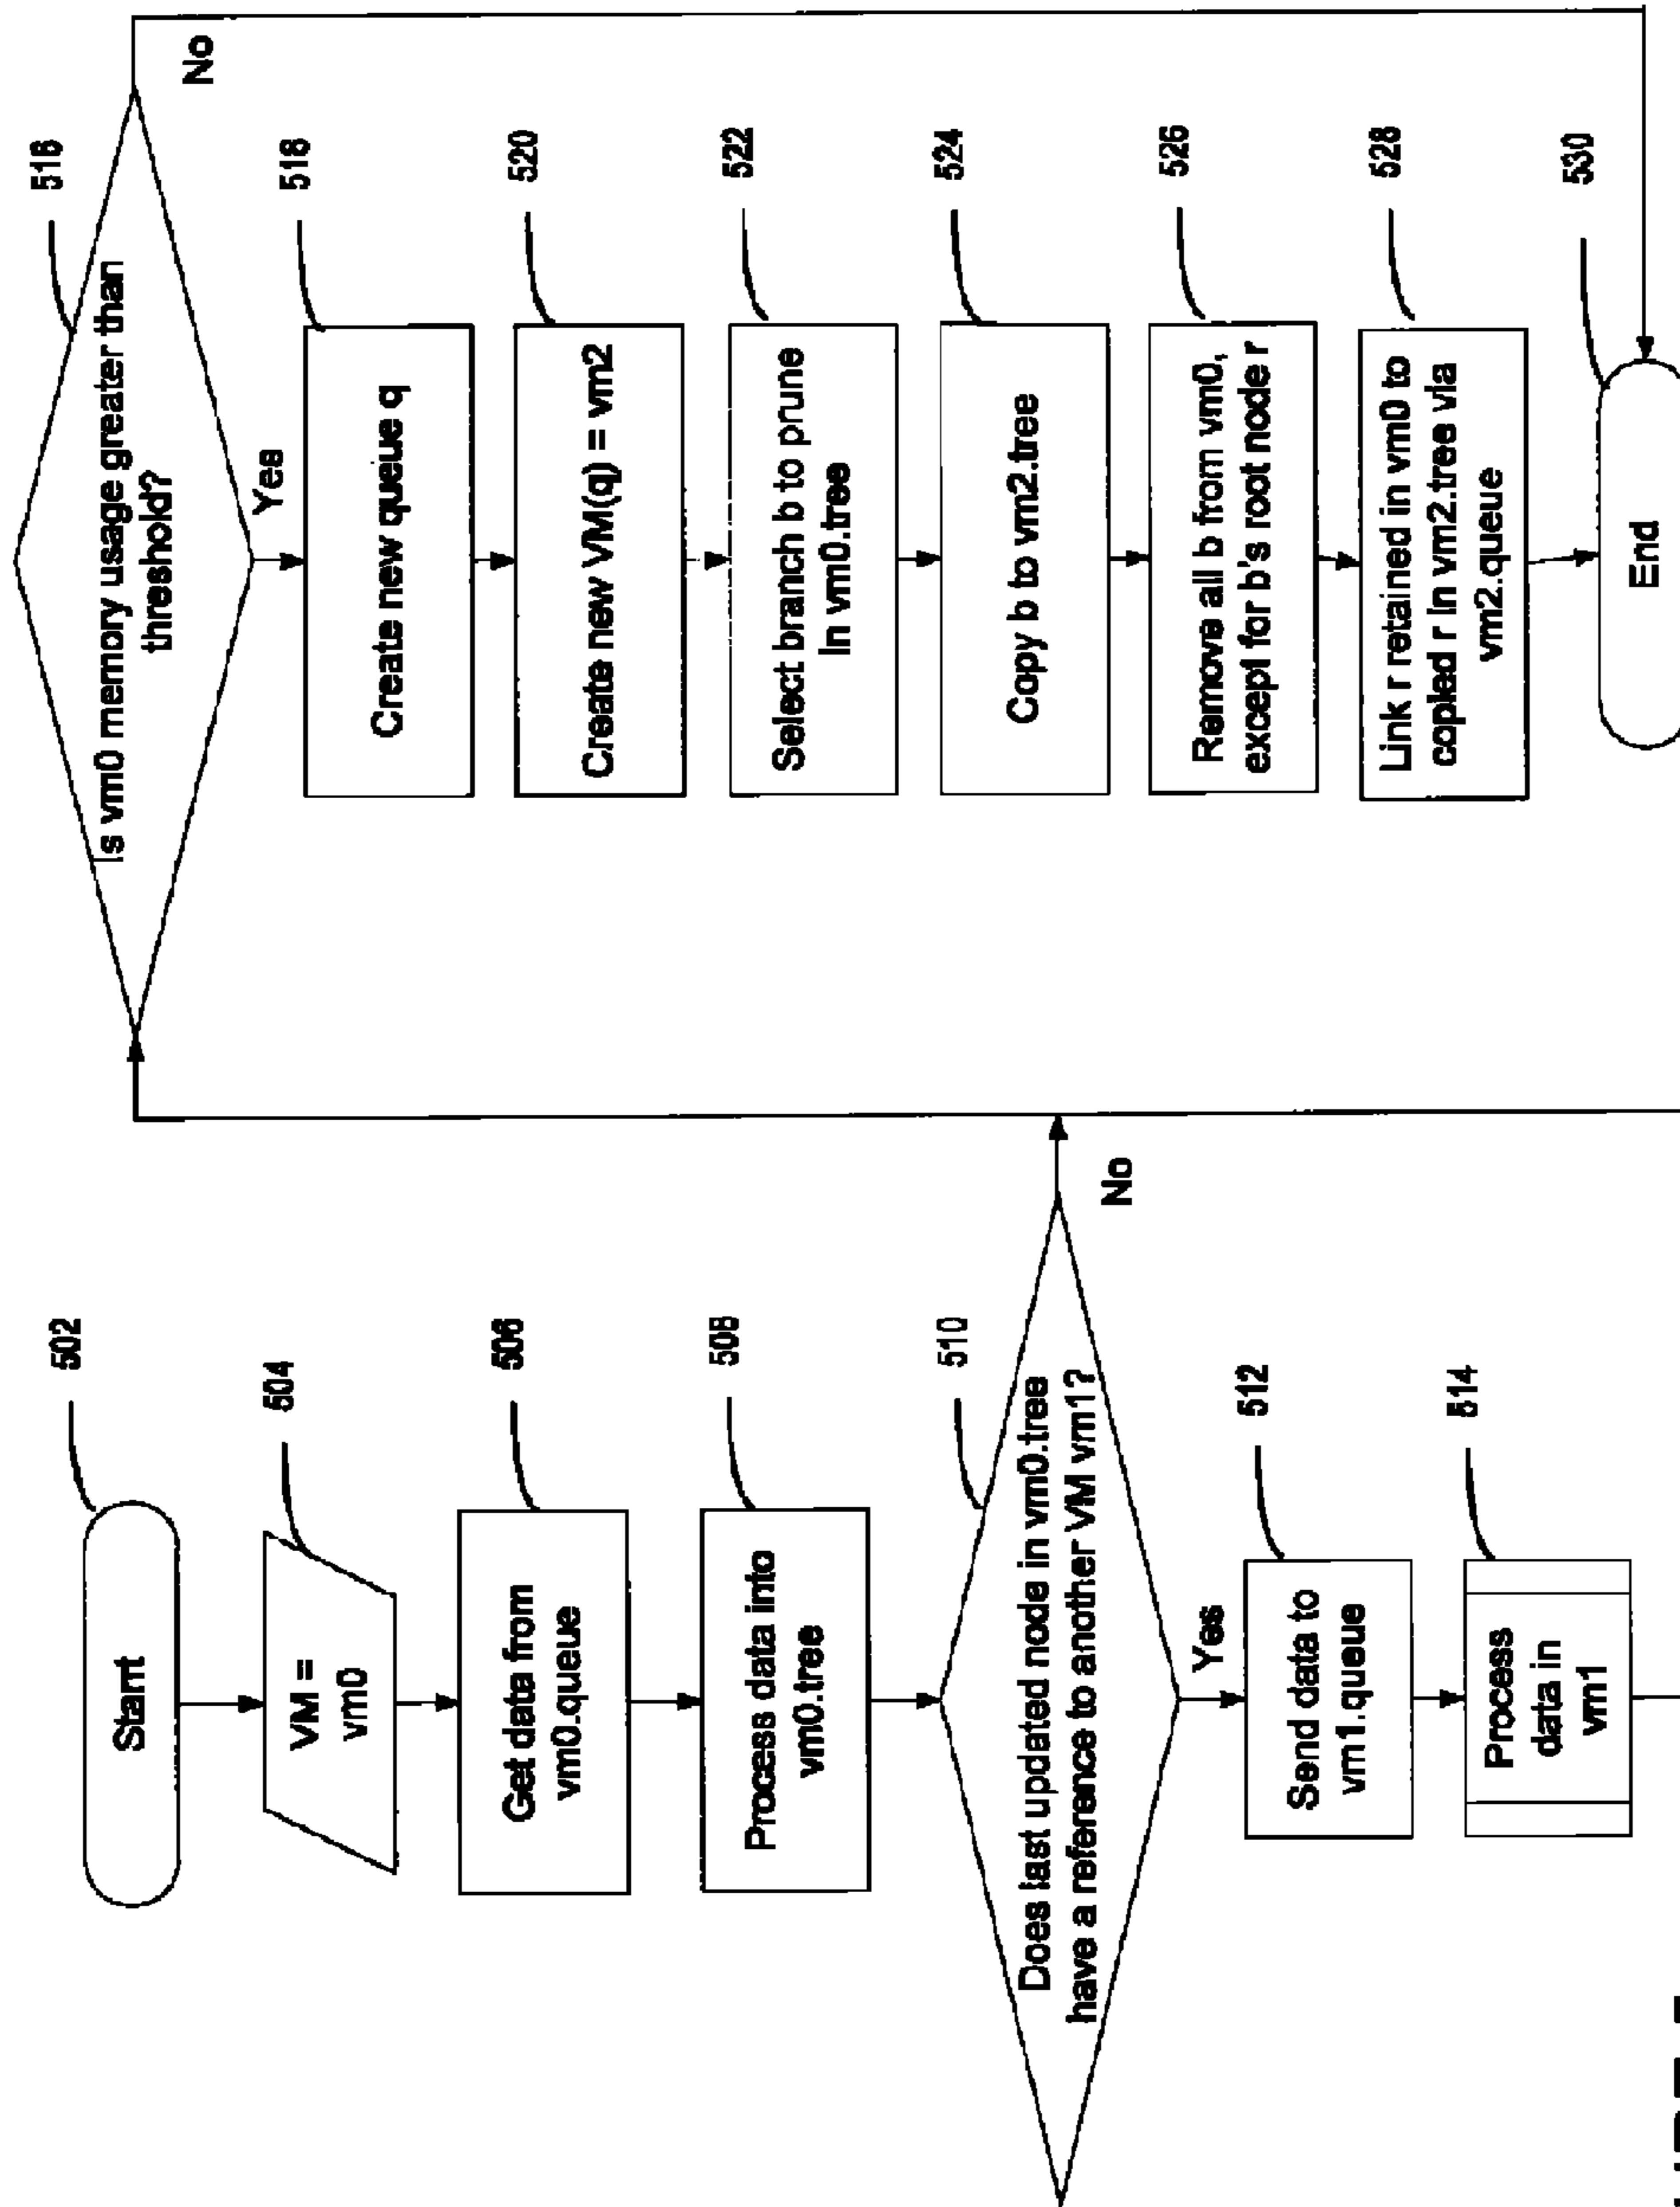 502
Start
504
VM =
vm0
506
Get data from
vm0.queue
508
Process data into
vm0.tree
510
Does last updated node in vm0.tree
have a reference to another VM vm1?
No
Yes
512
Send data to
vm1.queue
514
Process
data in
vm1
516
Is vm0 memory usage greater than
threshold?
No
Yes
518
Create new queue q
520
Create new VM(q) = vm2
522
Select branch b to prune
in vm0.tree
524
Copy b to vm2.tree
526
Remove all b from vm0,
except for b's root node r
528
Link r retained in vm0 to
copied r in vm2.tree via
vm2.queue
530
End